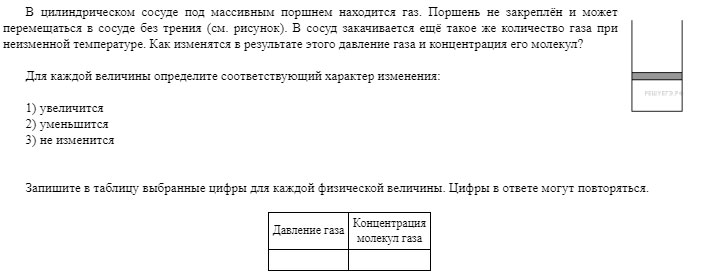 В цилиндрическом сосуде под массивным поршнем находится газ. Поршень не закреплён и может
перемещаться в сосуде без трения (см. рисунок). В сосуд закачивается ещё такое же количество газа при
неизменной температуре. Как изменятся в результате этого давление газа и концентрация его молекул?
Для каждой величины определите соответствующий характер изменения:
1) увеличится
2) уменьшится
3) не изменится
Запишите в таблицу выбранные цифры для каждой физической величины. Цифры в ответе могут повторяться.
Давление газа
Концентрация
молекул газа
РЕШУЕГЭ.РФ